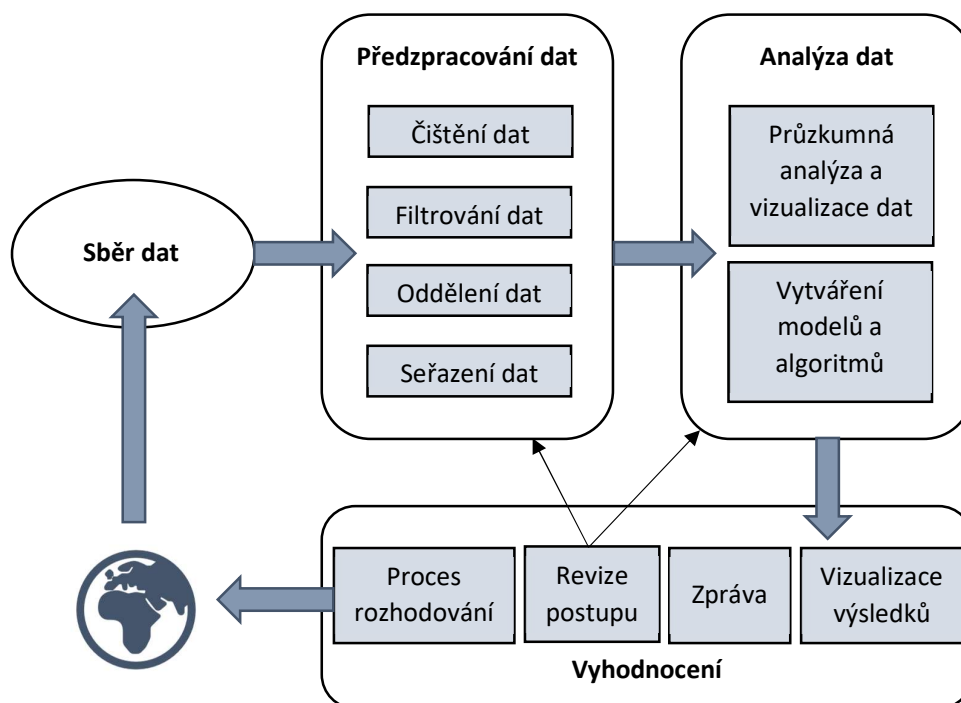 Sběr dat
Předzpracování dat
Čištění dat
Filtrování dat
Oddělení dat
Seřazení dat
Analýza dat
Průzkumná
analýza a
vizualizace dat
Vytváření
modelů a
algoritmů
Proces
rozhodování
Revize
postupu
Zpráva
Vizualizace
výsledků
Vyhodnocení